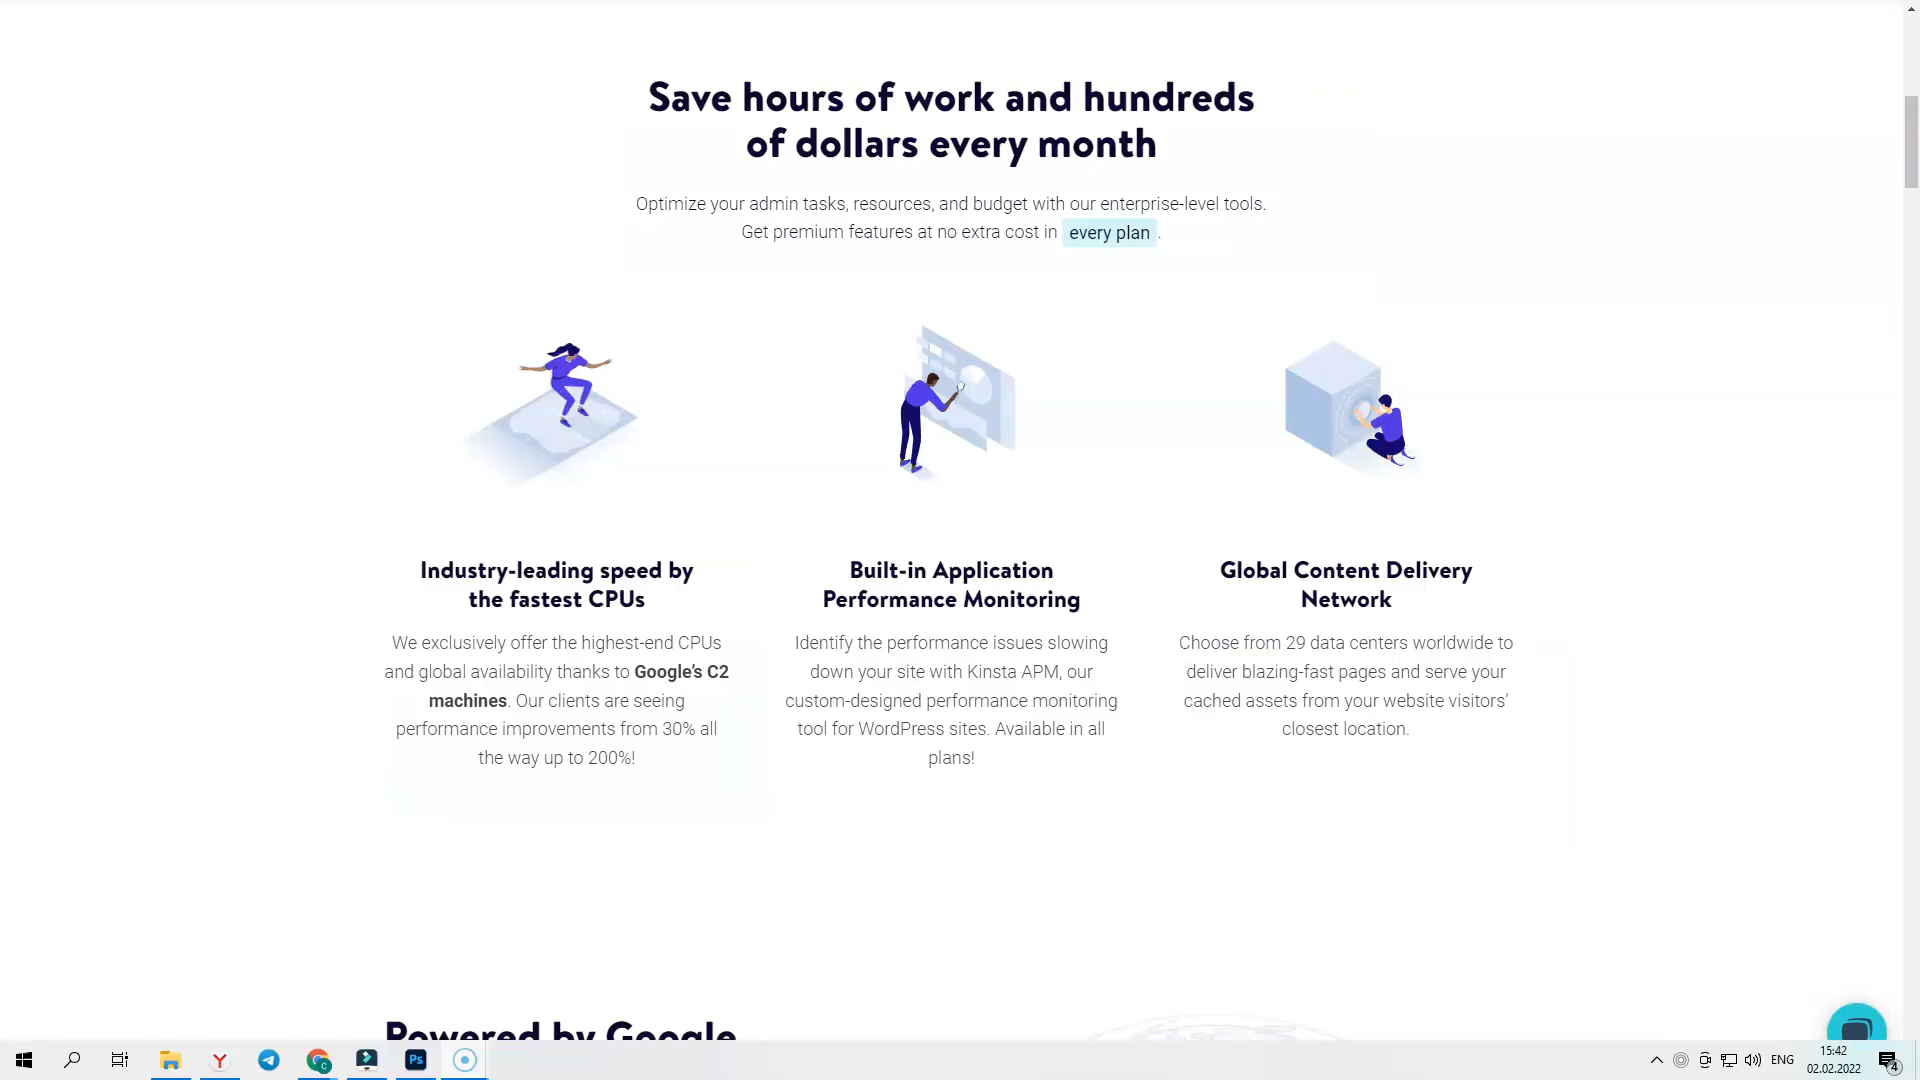 Save hours of work and hundreds
of dollars every month
Optimize your admin tasks, resources, and budget with our enterprise-level tools.
Get premium features at no extra cost in every plan .
Industry-leading speed by
the fastest CPUs
We exclusively offer the highest-end CPUs
and global availability thanks to Google’s C2
machines. Our clients are seeing
performance improvements from 30% all
the way up to 200%!
Built-in Application
Performance Monitoring
Identify the performance issues slowing
down your site with Kinsta APM, our
custom-designed performance monitoring
tool for WordPress sites. Available in all
plans!
Global Content Delivery
Network
Choose from 29 data centers worldwide to
deliver blazing-fast pages and serve your
cached assets from your website visitors’
closest location.
Powered by Google
Y
C
Ps
ENG
15:42
02.02.2022
4